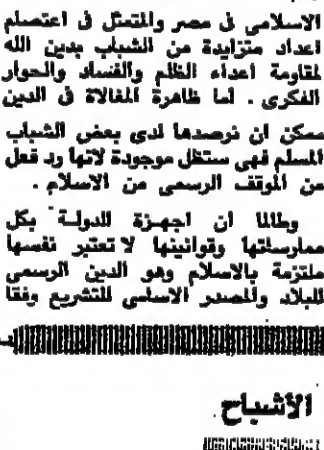 الاسلامى فى مصر والمتمثل فى اعتصام
اعداد متزايدة من الشباب بدين الله
لمقاومة اعداء الظلم والفساد والحوار
الفكرى . اما ظاهرة المغالاة فى الدين
ممكن ان نرصدها لدى بعض الشباب
المسلم فهى ستظل موجودة لانها رد فعل
من الموقف الرسمى من الاسلام .
وطالما ان اجهزة الدولة بكل
ممارساتها وقوانينها لا تعتبر نفسها
ملتزمة بالاسلام وهو الدين الرسمى
للبلاد والمصدر الاساسى للتشريع وفقا
الأشباح